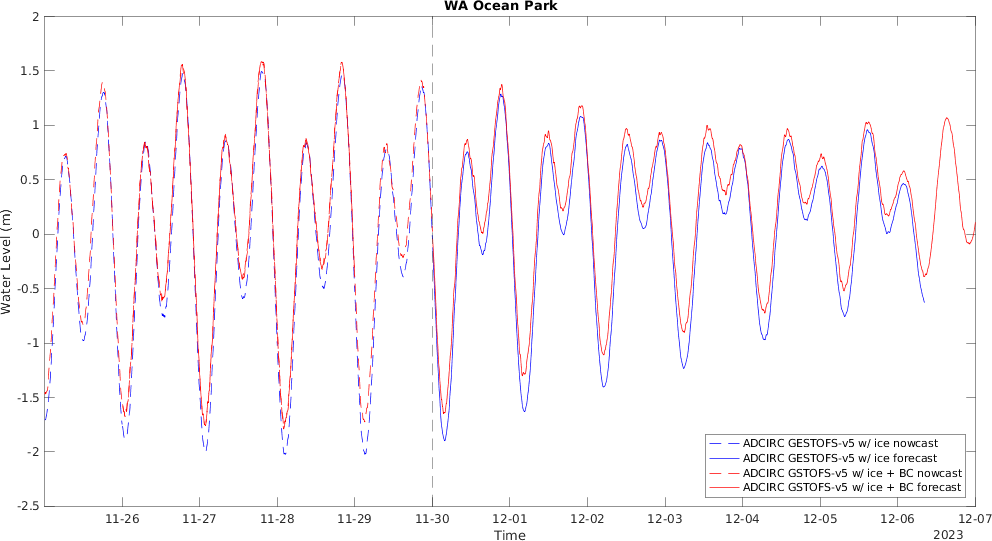 WA Ocean Park
2
1.5
1
0.5
0
-0.5
-1
-1.5
-2
-2.5
Water Level (m)
ADCIRC GESTOFS-v5 w/ ice nowcast
ADCIRC GESTOFS-v5 w/ ice forecast
ADCIRC GSTOFS-v5 w/ ice + BC nowcast
ADCIRC GSTOFS-v5 w/ ice + BC forecast
11-26 11-27 11-28 11-29 11-30 12-01 12-02 12-03 12-04 12-05 12-06 12-07
Time
2023